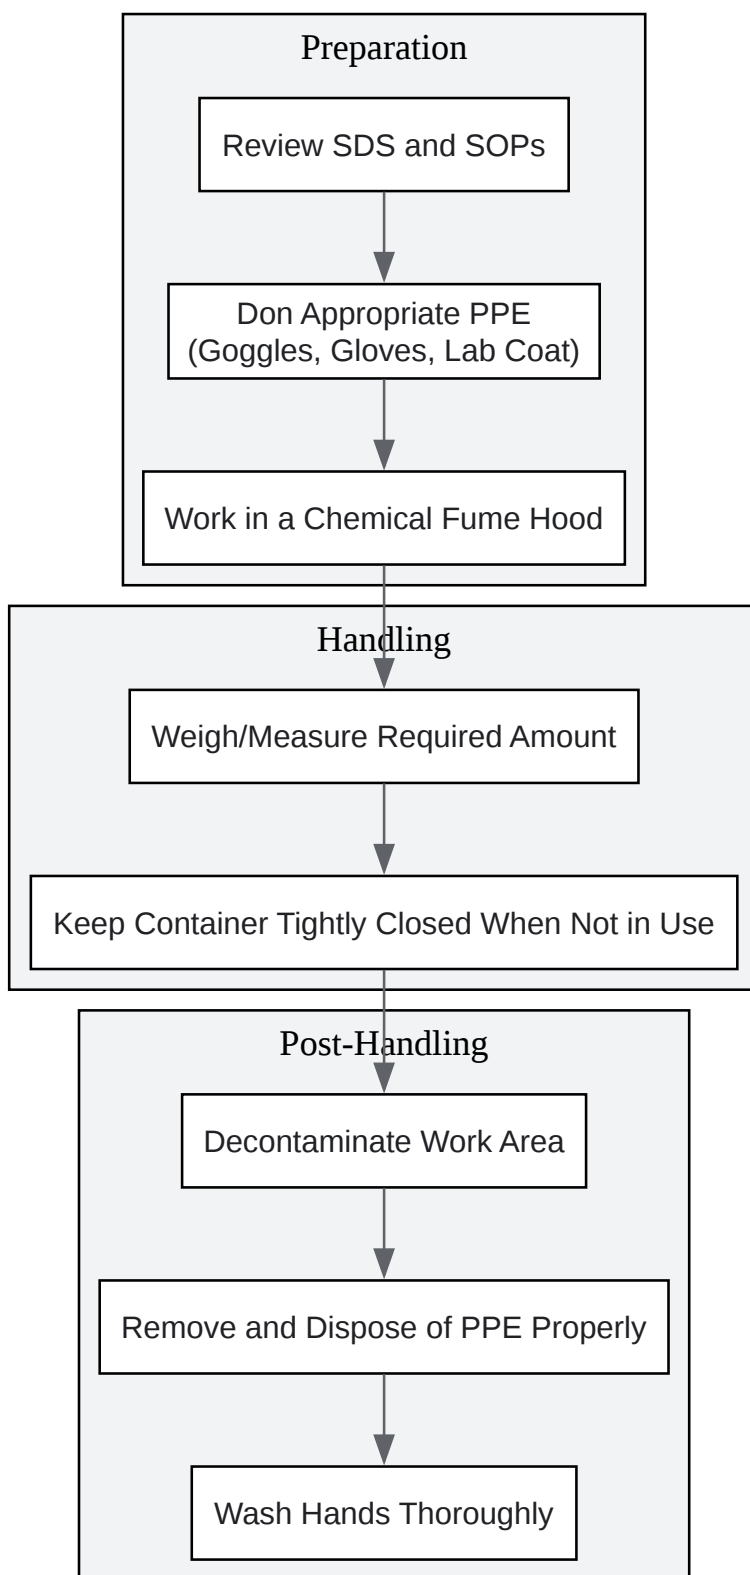 Preparation
Review SDS and SOPs
Don Appropriate PPE
(Goggles, Gloves, Lab Coat)
Work in a Chemical Fume Hood
Handling
Weigh/Measure Required Amount
Keep Container Tightly Closed When Not in Use
Post-Handling
Decontaminate Work Area
Remove and Dispose of PPE Properly
Wash Hands Thoroughly